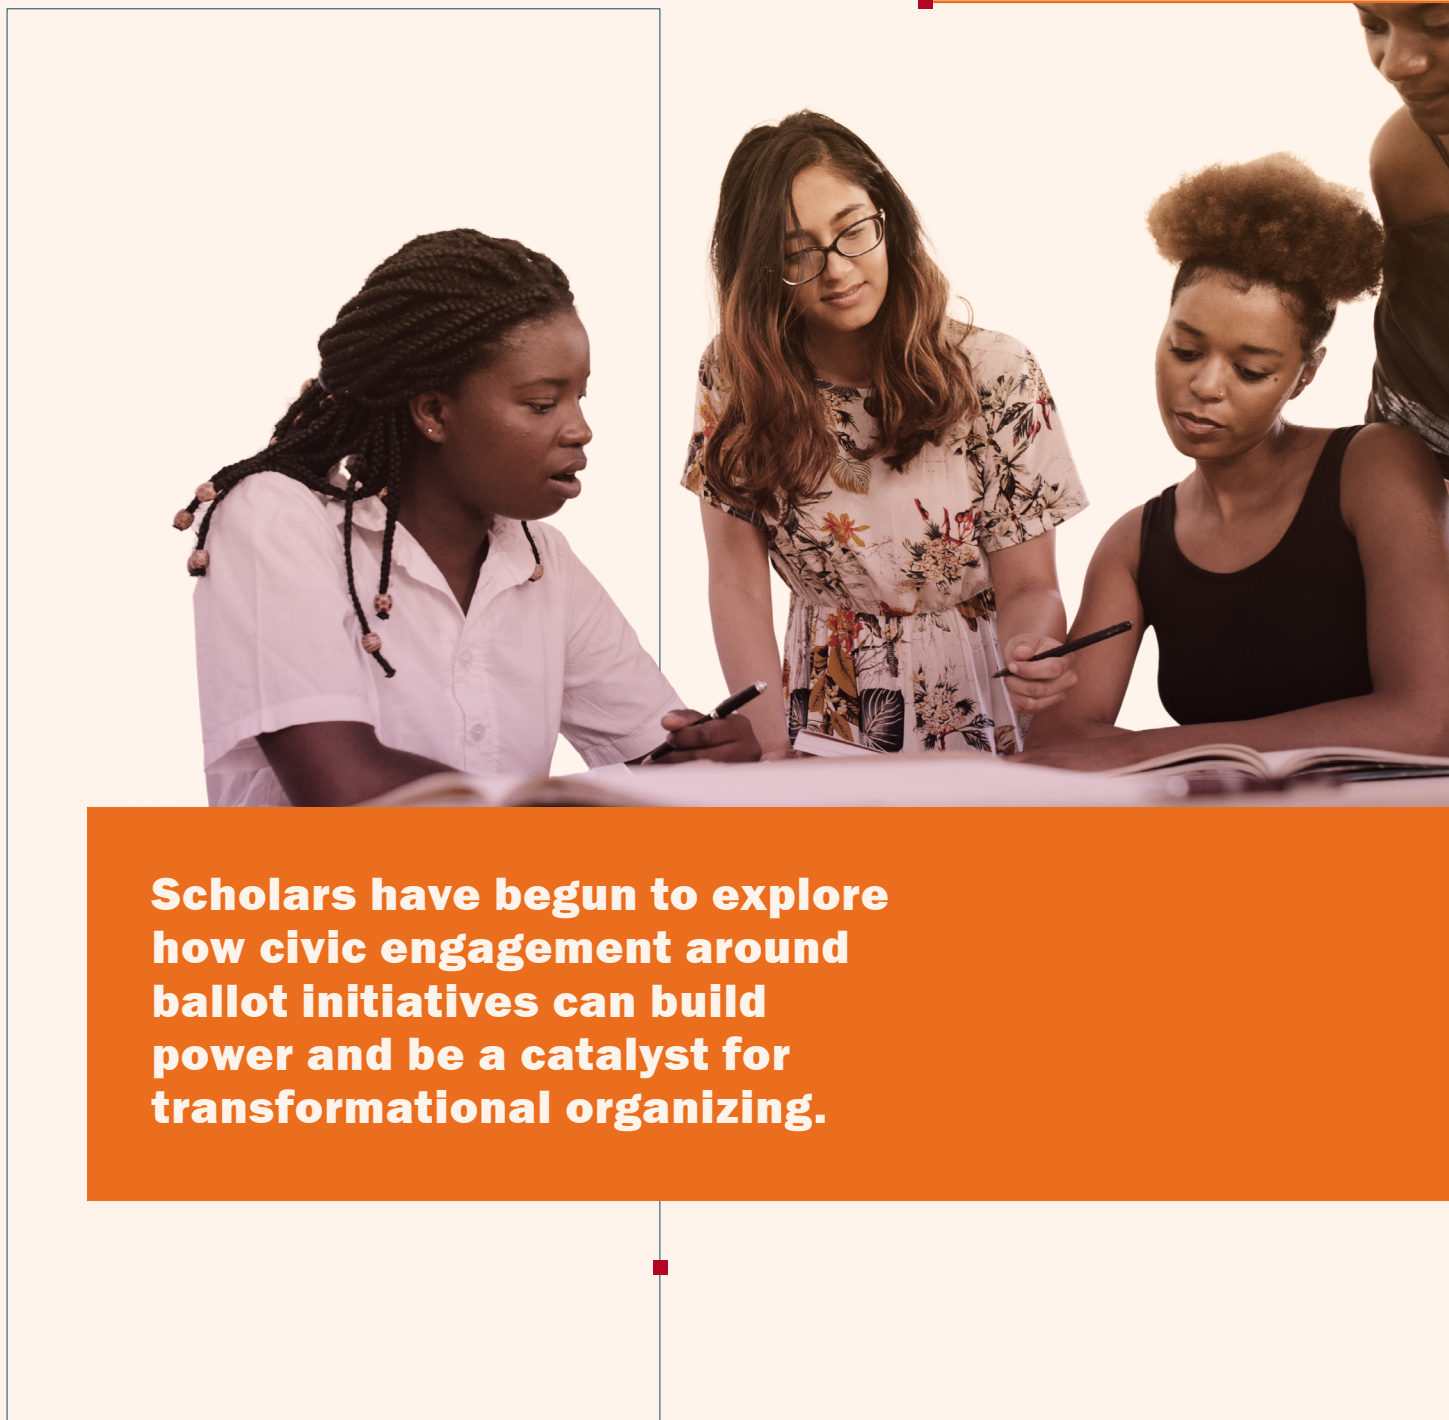 Scholars have begun to explore
how civic engagement around
ballot initiatives can build
power and be a catalyst for
transformational organizing.